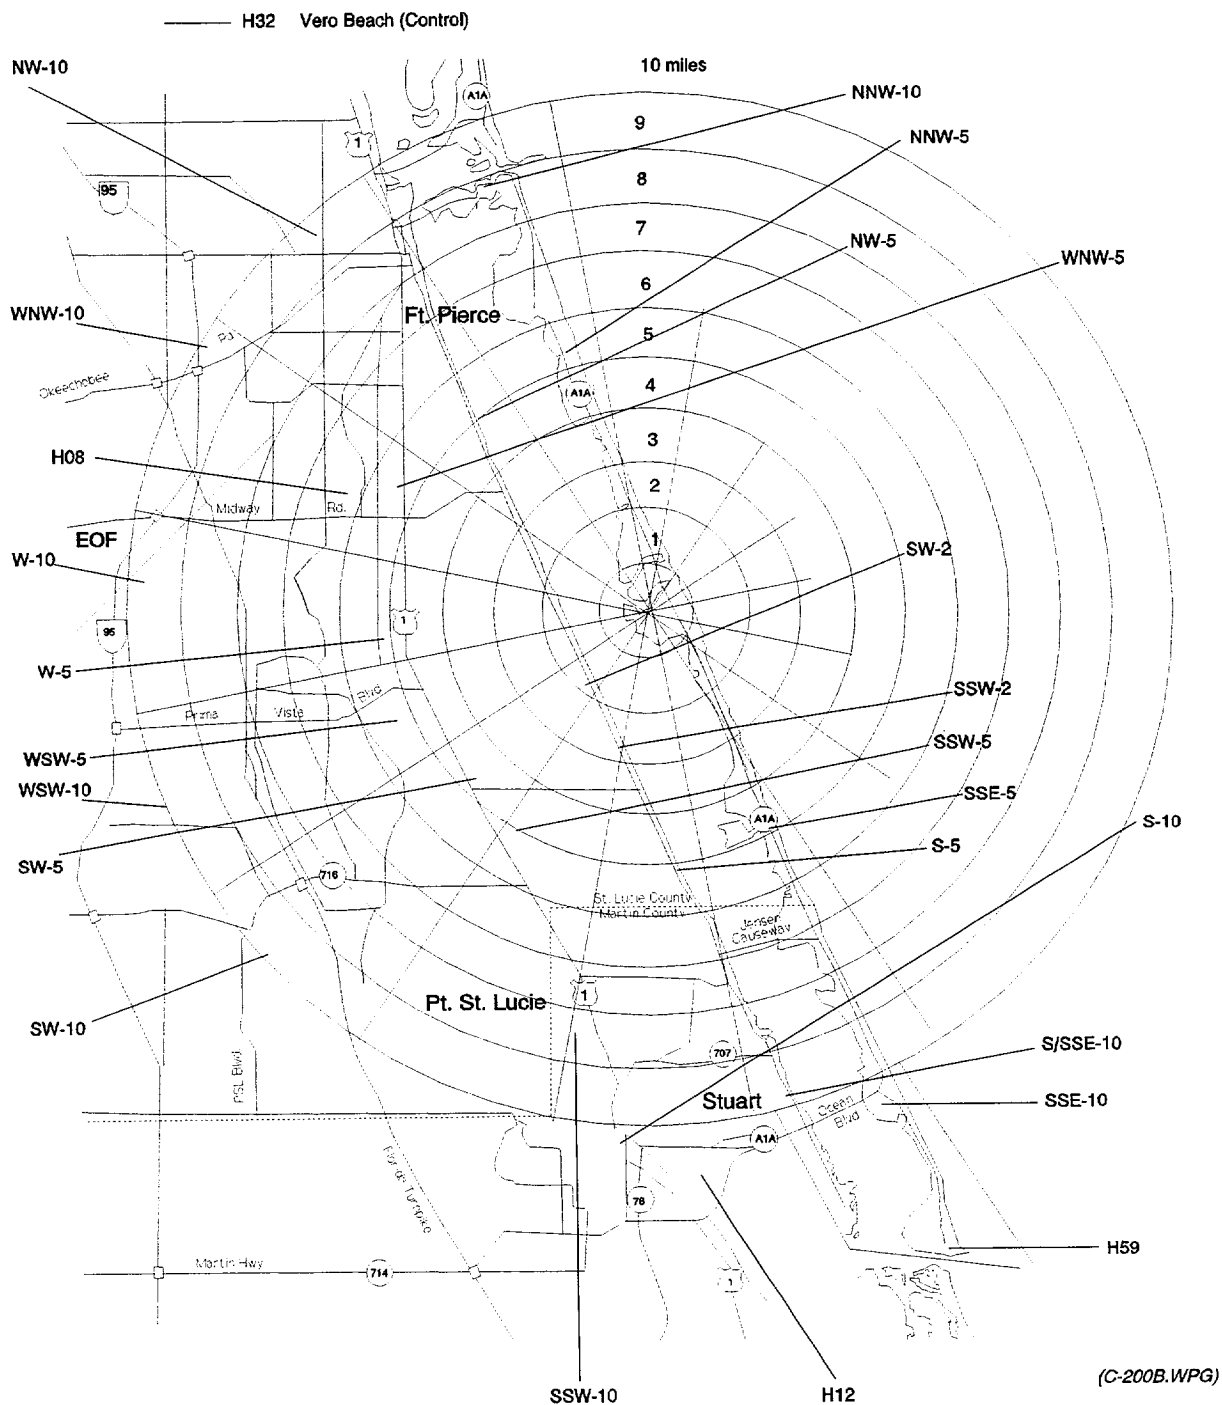 H32 Vero Beach (Control)
NW-10
10 miles
A1A
NNW-10
9
NNW-5
1
8
95
7
NW-5
WNW-5
6
WNW-10
Ft. Pierce
5
Rd.
4
Okeechobee
A1A
3
H08
2
Midway Rd.
EOF
1
SW-2
W-10
95
1
W-5
SSW-2
Prima Vista Blvd
SSW-5
WSW-5
WSW-10
SSE-5
A1A
S-10
SW-5
S-5
716
St. Lucie County
Martin County
Jensen
Causeway
1
Pt. St. Lucie
SW-10
707
S/SSE-10
PSL Blvd
Stuart
SSE-10
Ocean
Blvd
A1A
Florida Turnpike
76
H59
Martin Hwy
714
1
SSW-10
H12
(C-200B.WPG)